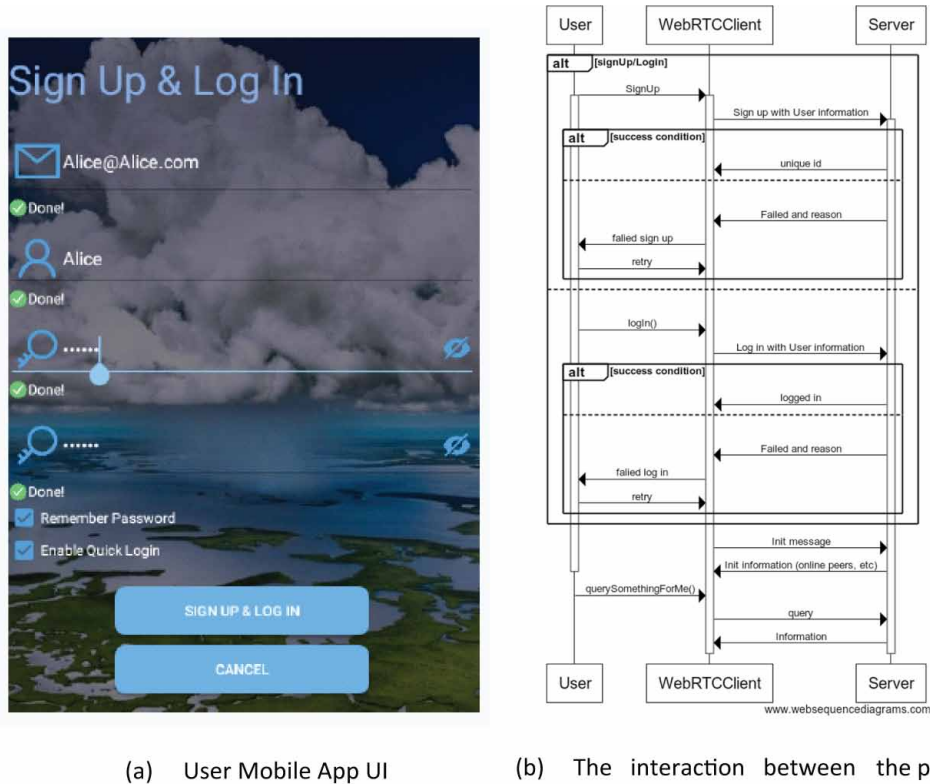 Sign Up & Log In
Alice@Alice.com
Done!
Alice
Done!
••••••
Done!
••••••
Done!
Remember Password
Enable Quick Login
SIGN UP & LOG IN
CANCEL
(a) User Mobile App UI
User WebRTCClient Server
alt [signUp/Login]
SignUp
Sign up with User information
alt [success condition]
unique id
Failed and reason
falied sign up
retry
logIn()
Log in with User information
alt [success condition]
logged in
Failed and reason
falied log in
retry
Init message
Init information (online peers, etc)
querySomethingForMe()
query
Information
User WebRTCClient Server
www.websequencediagrams.com
(b) The interaction between the p